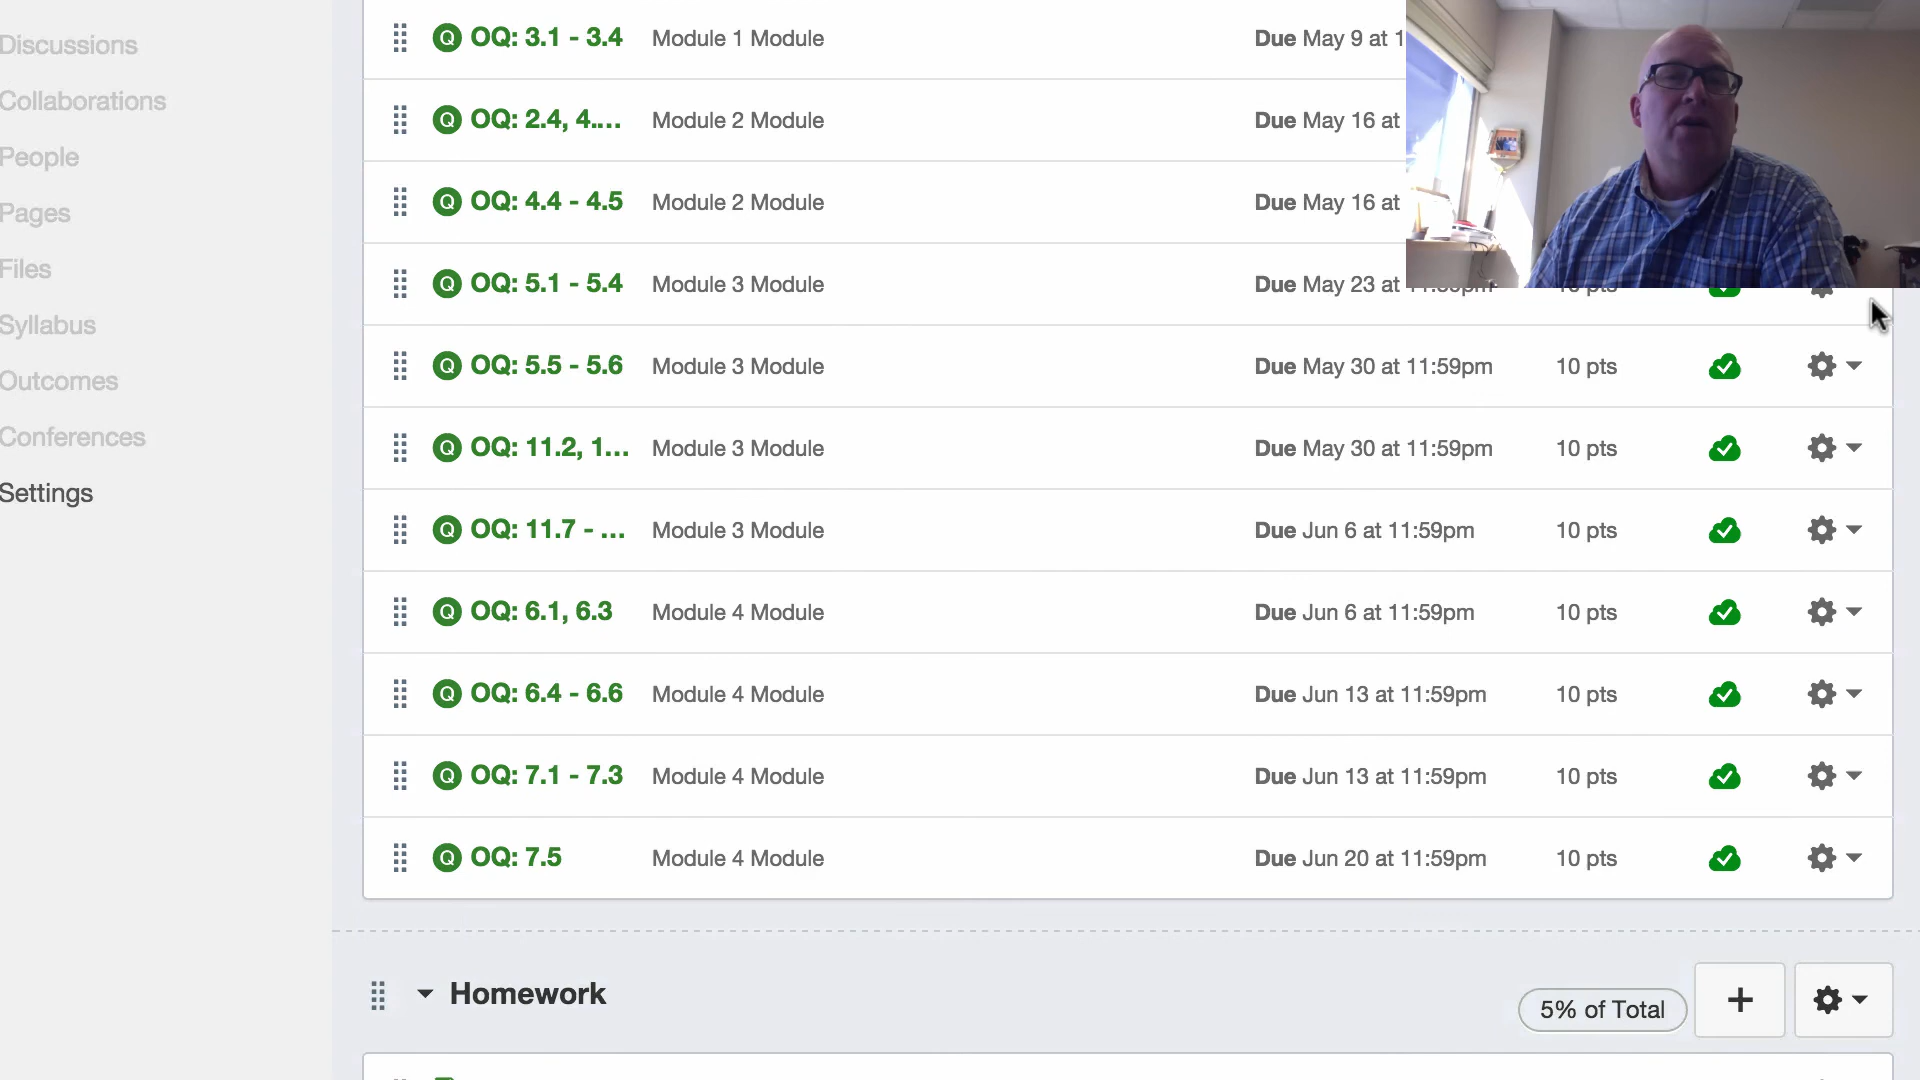 Discussions
Collaborations
People
Pages
Files
Syllabus
Outcomes
Conferences
Settings
Q OQ: 3.1 - 3.4 Module 1 Module Due May 9 at 1
Q OQ: 2.4, 4.... Module 2 Module Due May 16 at
Q OQ: 4.4 - 4.5 Module 2 Module Due May 16 at
Q OQ: 5.1 - 5.4 Module 3 Module Due May 23 at 11:59pm 10 pts
Q OQ: 5.5 - 5.6 Module 3 Module Due May 30 at 11:59pm 10 pts
Q OQ: 11.2, 1... Module 3 Module Due May 30 at 11:59pm 10 pts
Q OQ: 11.7 - ... Module 3 Module Due Jun 6 at 11:59pm 10 pts
Q OQ: 6.1, 6.3 Module 4 Module Due Jun 6 at 11:59pm 10 pts
Q OQ: 6.4 - 6.6 Module 4 Module Due Jun 13 at 11:59pm 10 pts
Q OQ: 7.1 - 7.3 Module 4 Module Due Jun 13 at 11:59pm 10 pts
Q OQ: 7.5 Module 4 Module Due Jun 20 at 11:59pm 10 pts
Homework 5% of Total +